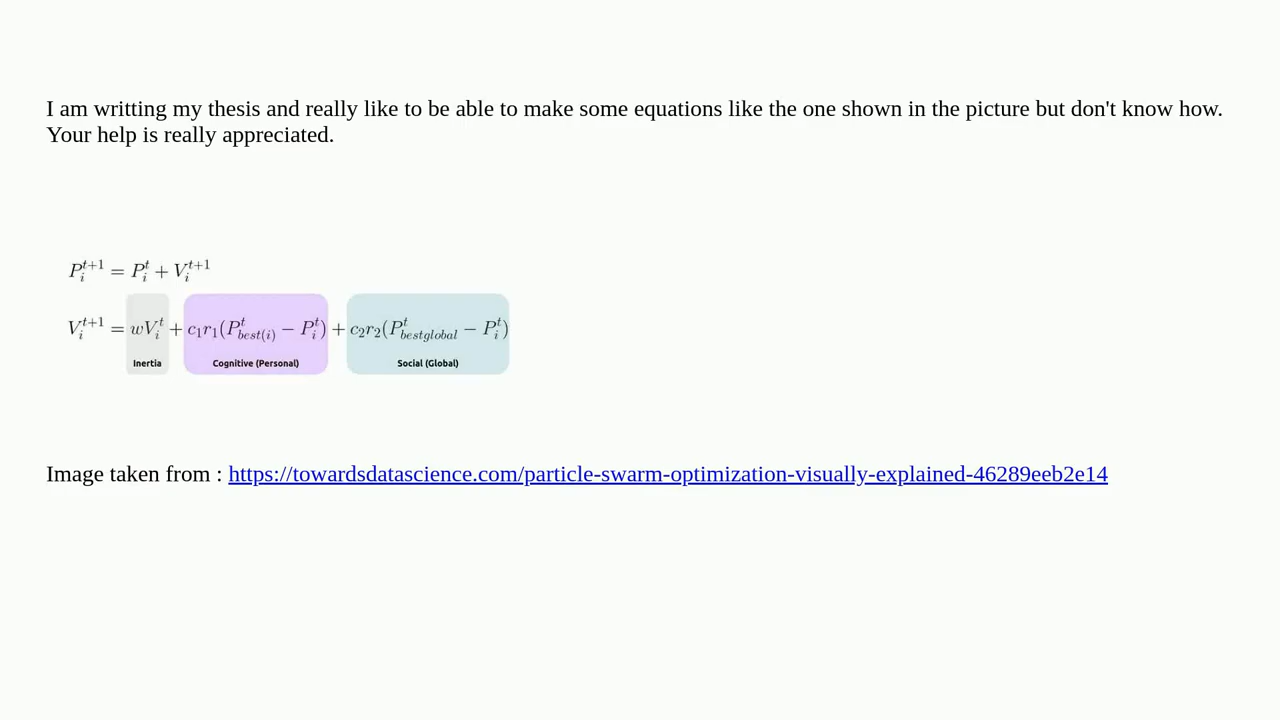 I am writting my thesis and really like to be able to make some equations like the one shown in the picture but don't know how.
Your help is really appreciated.
P_i^{t+1} = P_i^t + V_i^{t+1}
V_i^{t+1} = wV_i^t + c_1r_1(P_{best(i)}^t − P_i^t) + c_2r_2(P_{bestglobal}^t − P_i^t)
Inertia Cognitive (Personal) Social (Global)
Image taken from : https://towardsdatascience.com/particle-swarm-optimization-visually-explained-46289eeb2e14